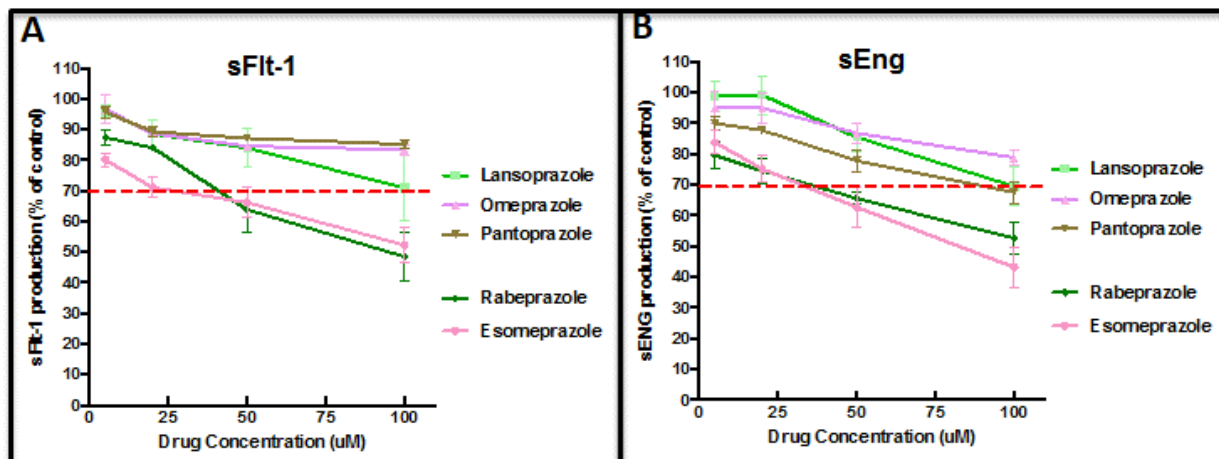 A
sFlt-1
sFlt-1 production (% of control)
110
100
90
80
70
60
50
40
30
20
10
0
0
25
50
75
100
Drug Concentration (uM)
Lansoprazole
Omeprazole
Pantoprazole
Rabeprazole
Esomeprazole
B
sEng
sENG production (% of control)
110
100
90
80
70
60
50
40
30
20
10
0
0
25
50
75
100
Drug Concentration (uM)
Lansoprazole
Omeprazole
Pantoprazole
Rabeprazole
Esomeprazole